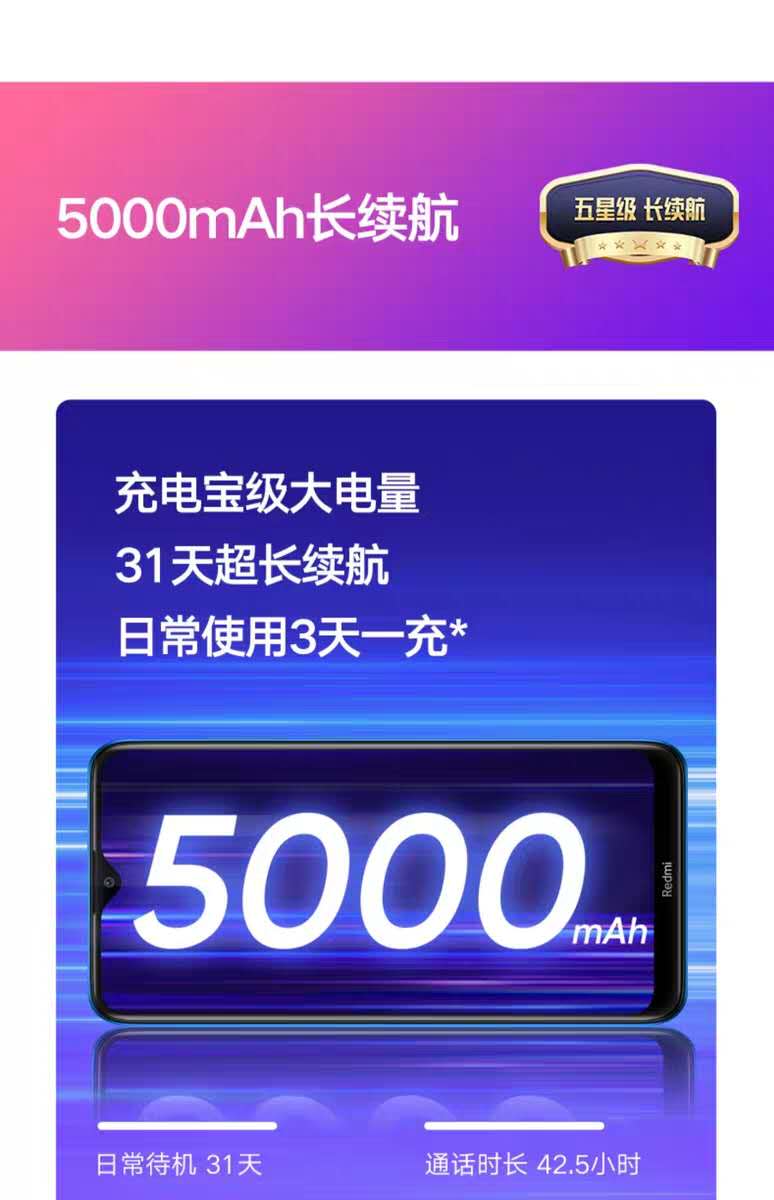 5000mAh长续航
五星级 长续航
充电宝级大电量
31天超长续航
日常使用3天一充*
5000mAh
Redmi
日常待机 31天
通话时长 42.5小时